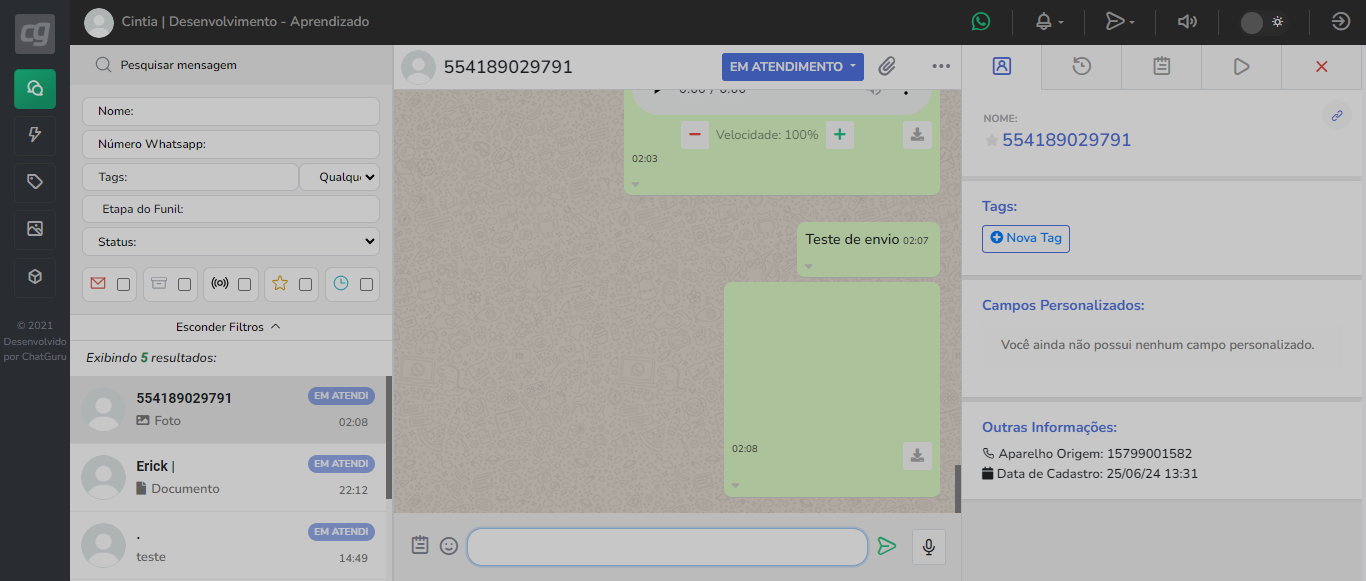 cg
Cintia | Desenvolvimento - Aprendizado
© 2021
Desenvolvido
por ChatGuru
Pesquisar mensagem
Nome:
Número Whatsapp:
Tags:
Qualqu
Etapa do Funil:
Status:
Esconder Filtros
Exibindo 5 resultados:
554189029791
EM ATENDI
Foto
02:08
Erick |
EM ATENDI
Documento
22:12
.
EM ATENDI
teste
14:49
554189029791
EM ATENDIMENTO
0:00 / 0:00
Velocidade: 100%
02:03
Teste de envio 02:07
02:08
NOME:
554189029791
Tags:
Nova Tag
Campos Personalizados:
Você ainda não possui nenhum campo personalizado.
Outras Informações:
Aparelho Origem: 15799001582
Data de Cadastro: 25/06/24 13:31